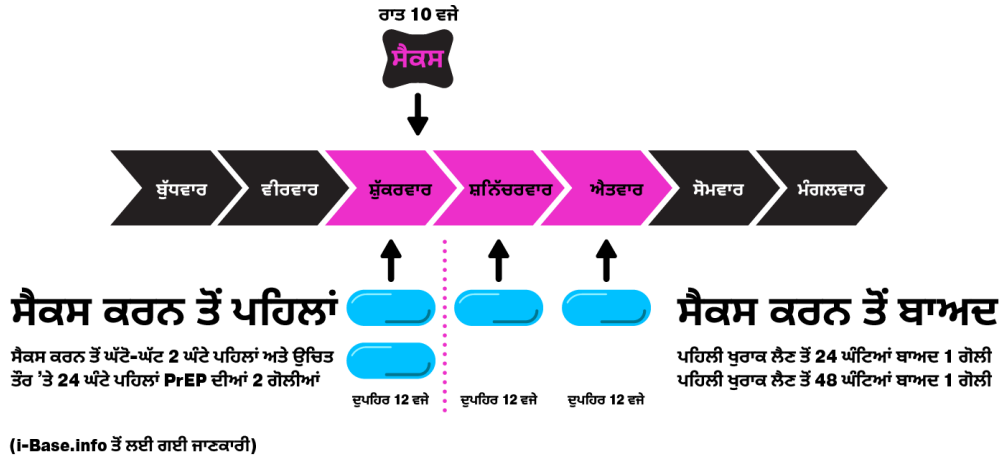 ਰਾਤ 10 ਵਜੇ
ਸੈਕਸ
ਬੁੱਧਵਾਰ
ਵੀਰਵਾਰ
ਸ਼ੁੱਕਰਵਾਰ
ਸ਼ਨਿੱਚਰਵਾਰ
ਐਤਵਾਰ
ਸੋਮਵਾਰ
ਮੰਗਲਵਾਰ
ਸੈਕਸ ਕਰਨ ਤੋਂ ਪਹਿਲਾਂ
ਸੈਕਸ ਕਰਨ ਤੋਂ ਘੱਟੋ-ਘੱਟ 2 ਘੰਟੇ ਪਹਿਲਾਂ ਅਤੇ ਉਚਿਤ
ਤੌਰ ’ਤੇ 24 ਘੰਟੇ ਪਹਿਲਾਂ PrEP ਦੀਆਂ 2 ਗੋਲੀਆਂ
ਦੁਪਹਿਰ 12 ਵਜੇ
ਦੁਪਹਿਰ 12 ਵਜੇ
ਦੁਪਹਿਰ 12 ਵਜੇ
ਸੈਕਸ ਕਰਨ ਤੋਂ ਬਾਅਦ
ਪਹਿਲੀ ਖੁਰਾਕ ਲੈਣ ਤੋਂ 24 ਘੰਟਿਆਂ ਬਾਅਦ 1 ਗੋਲੀ
ਪਹਿਲੀ ਖੁਰਾਕ ਲੈਣ ਤੋਂ 48 ਘੰਟਿਆਂ ਬਾਅਦ 1 ਗੋਲੀ
(i-Base.info ਤੋਂ ਲਈ ਗਈ ਜਾਣਕਾਰੀ)